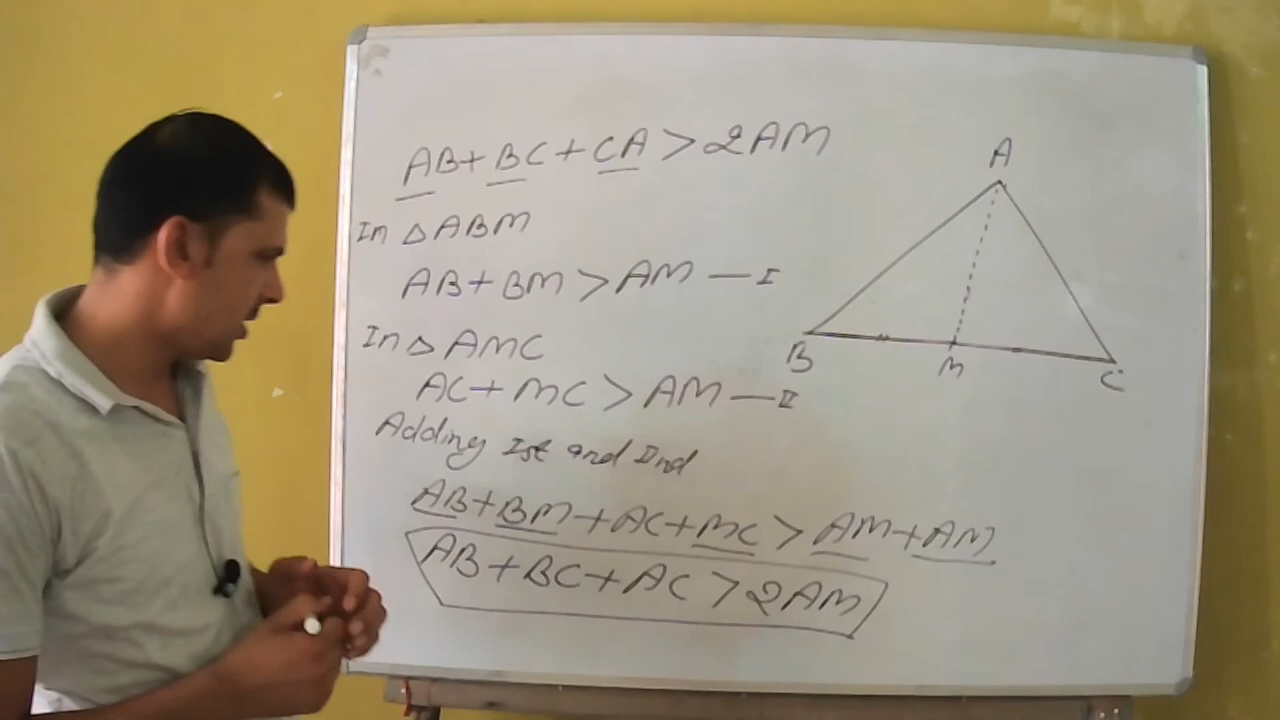 AB+BC+CA>2AM
In △ABM
AB+BM>AM—I
In △AMC
AC+MC>AM—II
Adding Ist and IInd
AB+BM+AC+MC>AM+AM
AB+BC+AC>2AM
A
B
M
C